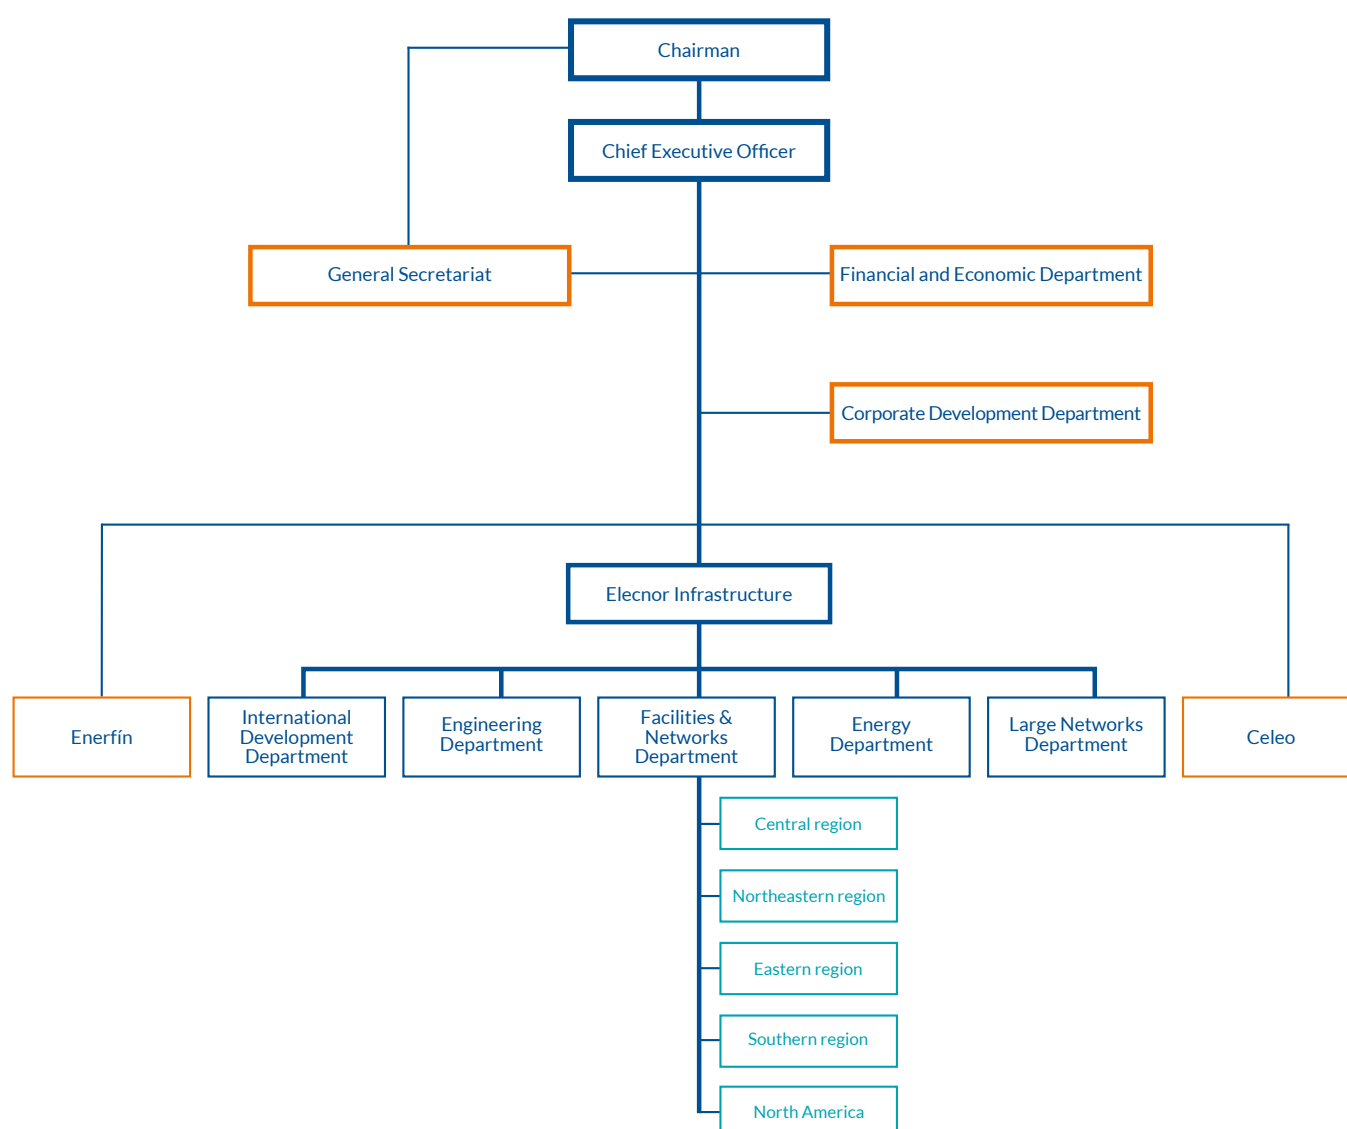 Chairman
Chief Executive Officer
General Secretariat
Financial and Economic Department
Corporate Development Department
Elecnor Infrastructure
Enerfín
International
Development
Department
Engineering
Department
Facilities &
Networks
Department
Energy
Department
Large Networks
Department
Celeo
Central region
Northeastern region
Eastern region
Southern region
North America